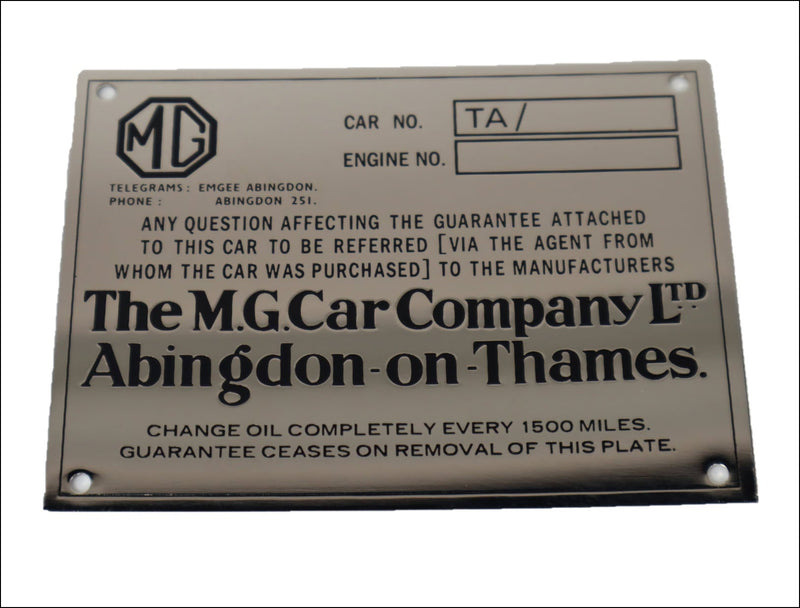 MG
CAR NO. TA/
ENGINE NO.
TELEGRAMS: EMGEE ABINGDON.
PHONE: ABINGDON 251.
ANY QUESTION AFFECTING THE GUARANTEE ATTACHED
TO THIS CAR TO BE REFERRED [VIA THE AGENT FROM
WHOM THE CAR WAS PURCHASED] TO THE MANUFACTURERS
The M.G. Car Company LTD
Abingdon-on-Thames.
CHANGE OIL COMPLETELY EVERY 1500 MILES.
GUARANTEE CEASES ON REMOVAL OF THIS PLATE.